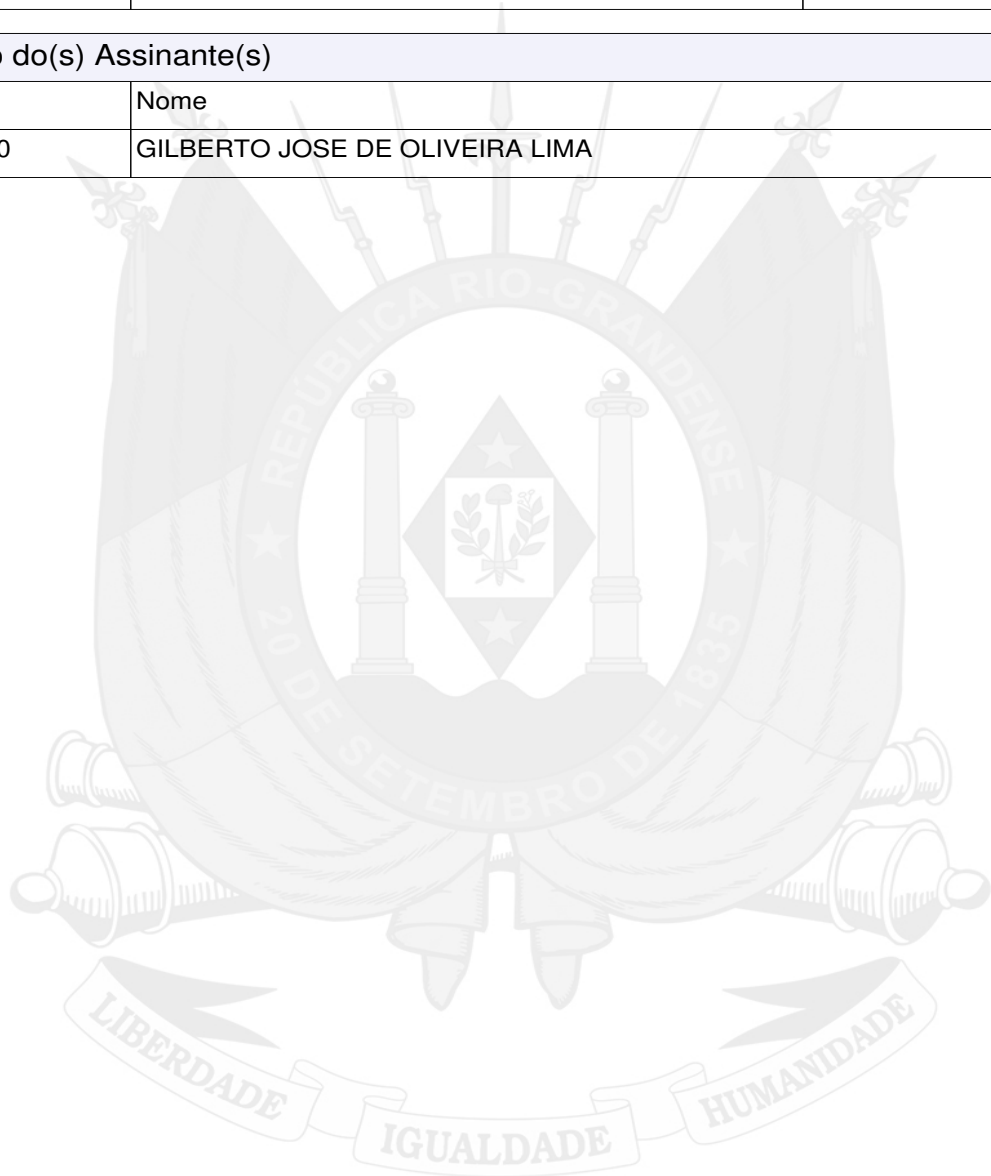 o do(s) Assinante(s)
Nome
0 GILBERTO JOSE DE OLIVEIRA LIMA
REPÚBLICA RIO-GRANDENSE
20 DE SETEMBRO DE 1835
LIBERDADE
IGUALDADE
HUMANIDADE